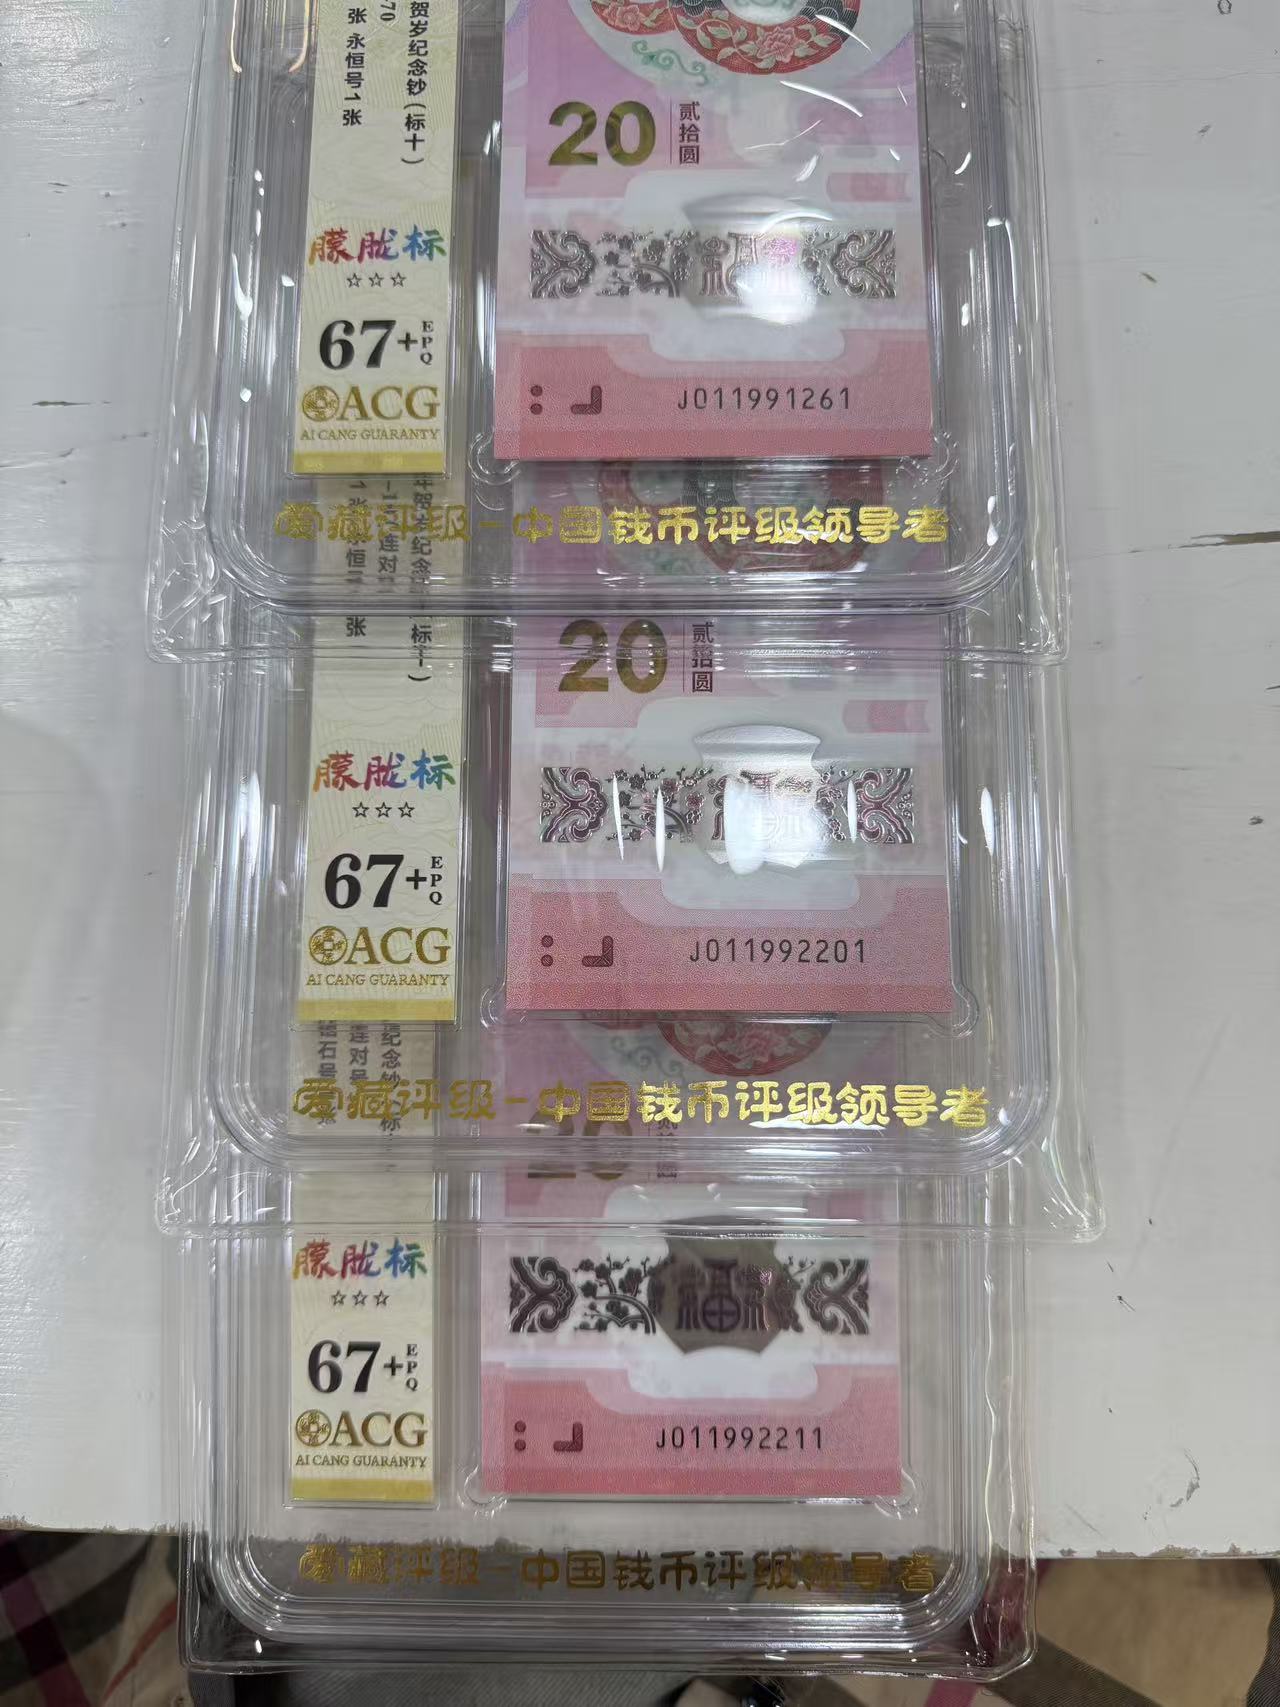 贺岁纪念钞(标十)
70
张 永恒号1张
朦胧标
☆☆☆
67+EPQ
ACG
AI CANG GUARANTY
20
贰拾圆
J011991261
爱藏评级-中国钱币评级领导者
张
朦胧标
☆☆☆
67+EPQ
ACG
AI CANG GUARANTY
20
贰拾圆
J011992201
爱藏评级-中国钱币评级领导者
朦胧标
☆☆☆
67+EPQ
ACG
AI CANG GUARANTY
20
福
J011992211
爱藏评级-中国钱币评级领导者